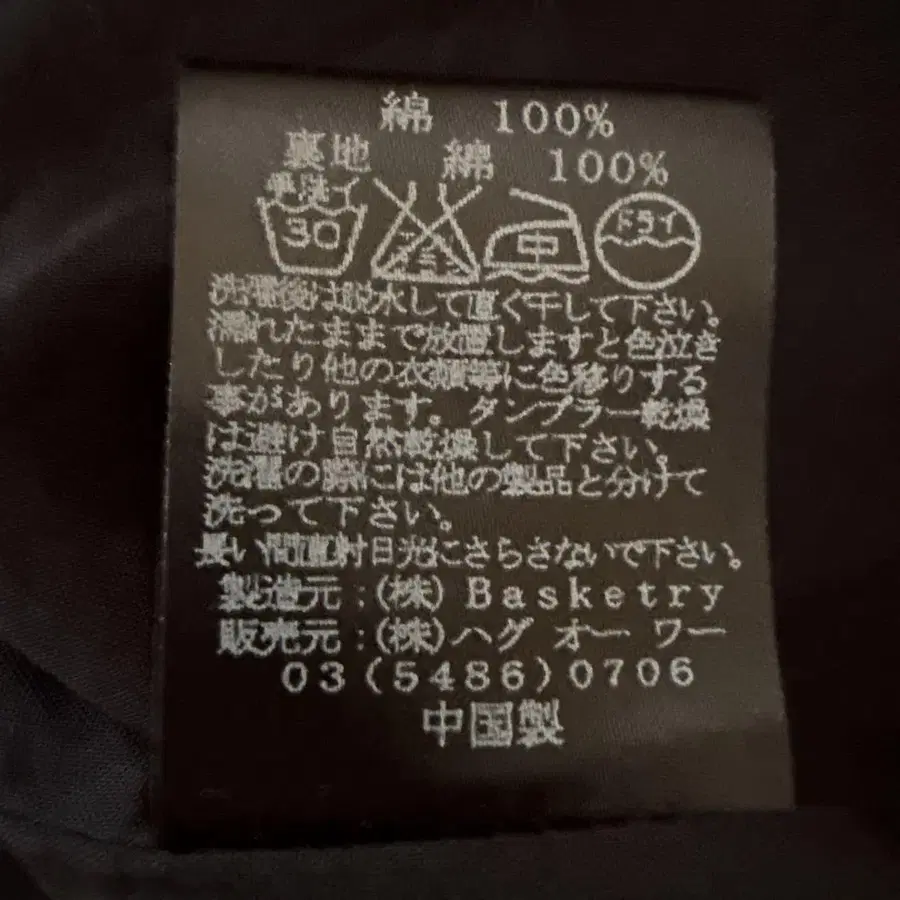 綿 100%
裏地 綿 100%
手洗イ
30
中
ドライ
洗濯後は脱水して直く干して下さい。
濡れたままで放置しますと色泣き
したり他の衣類等に色移りする
事があります。タンブラー乾燥
は避け自然乾燥して下さい。
洗濯の際には他の製品と分けて
洗って下さい。
長い間直射日光にさらさないで下さい。
製造元:(株) Basketry
販売元:(株)ハグ オー ワー
03(5486)0706
中国製